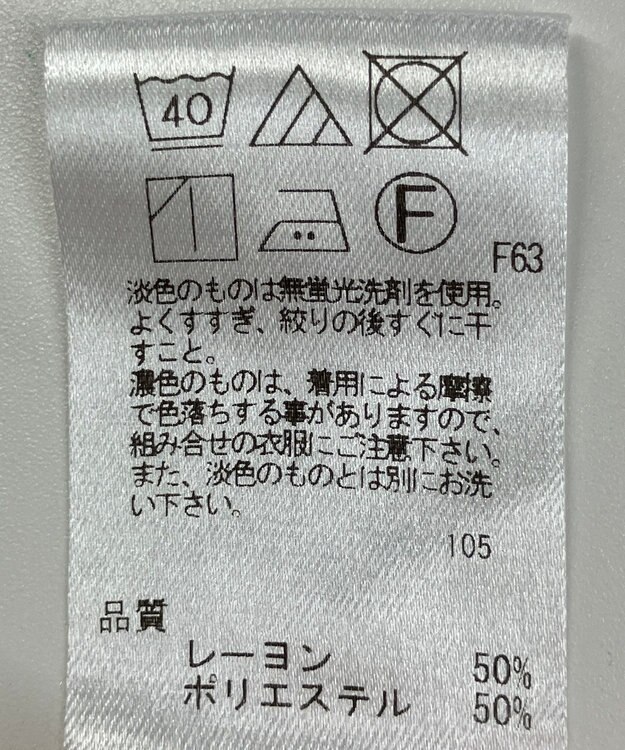 40
F
F63
淡色のものは無蛍光洗剤を使用。
よくすすぎ、絞りの後すぐに干
すこと。
濃色のものは、着用による摩擦
で色落ちする事がありますので、
組み合せの衣服にご注意下さい。
また、淡色のものとは別にお洗
い下さい。
105
品質
レーヨン 50%
ポリエステル 50%